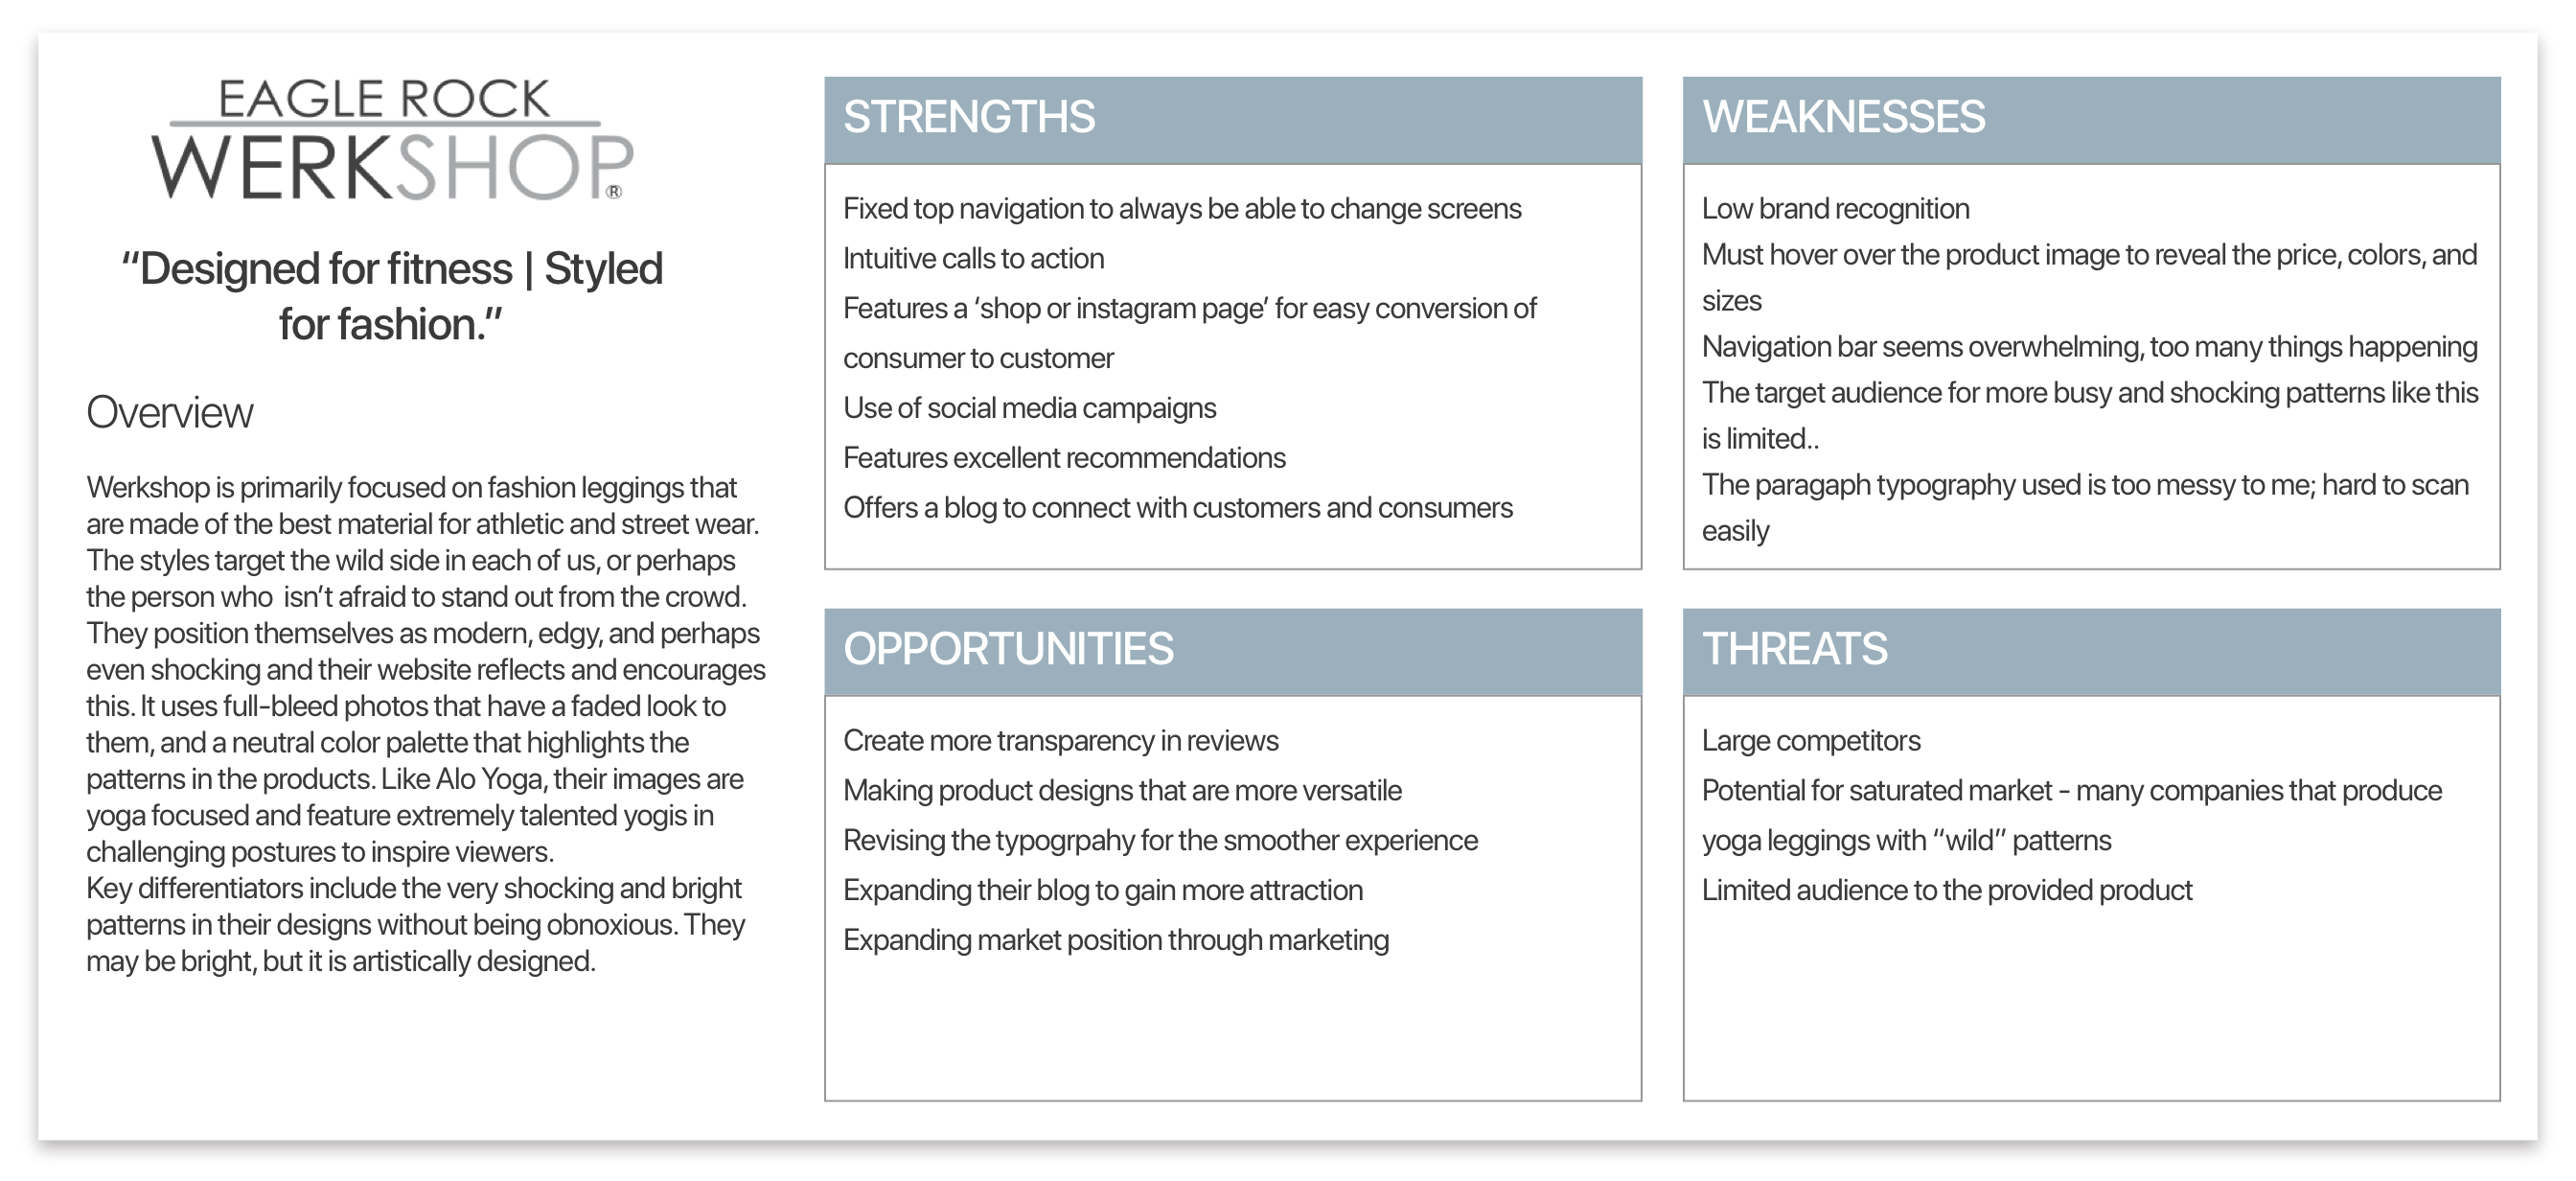 EAGLE ROCK
WERKSHOP®
“Designed for fitness | Styled
for fashion.”
Overview
Werkshop is primarily focused on fashion leggings that
are made of the best material for athletic and street wear.
The styles target the wild side in each of us, or perhaps
the person who  isn’t afraid to stand out from the crowd.
They position themselves as modern, edgy, and perhaps
even shocking and their website reflects and encourages
this. It uses full-bleed photos that have a faded look to
them, and a neutral color palette that highlights the
patterns in the products. Like Alo Yoga, their images are
yoga focused and feature extremely talented yogis in
challenging postures to inspire viewers.
Key differentiators include the very shocking and bright
patterns in their designs without being obnoxious. They
may be bright, but it is artistically designed.
STRENGTHS
Fixed top navigation to always be able to change screens
Intuitive calls to action
Features a ‘shop or instagram page’ for easy conversion of
consumer to customer
Use of social media campaigns
Features excellent recommendations
Offers a blog to connect with customers and consumers
WEAKNESSES
Low brand recognition
Must hover over the product image to reveal the price, colors, and
sizes
Navigation bar seems overwhelming, too many things happening
The target audience for more busy and shocking patterns like this
is limited..
The paragaph typography used is too messy to me; hard to scan
easily
OPPORTUNITIES
Create more transparency in reviews
Making product designs that are more versatile
Revising the typogrpahy for the smoother experience
Expanding their blog to gain more attraction
Expanding market position through marketing
THREATS
Large competitors
Potential for saturated market - many companies that produce
yoga leggings with “wild” patterns
Limited audience to the provided product